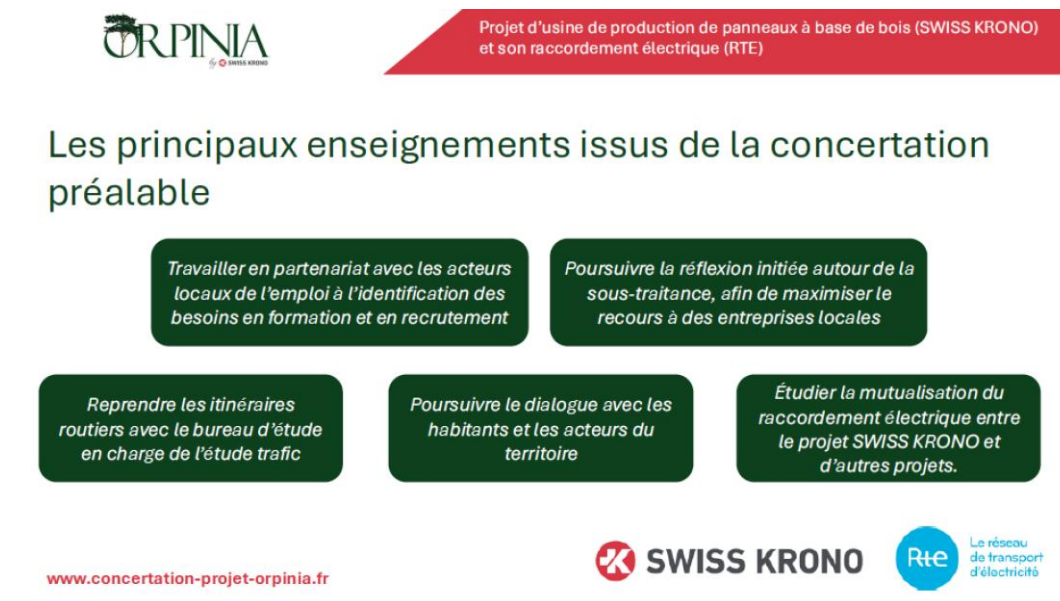 ORPINIA
by SWISS KRONO
Projet d'usine de production de panneaux à base de bois (SWISS KRONO)
et son raccordement électrique (RTE)
Les principaux enseignements issus de la concertation
préalable
Travailler en partenariat avec les acteurs
locaux de l'emploi à l'identification des
besoins en formation et en recrutement
Poursuivre la réflexion initiée autour de la
sous-traitance, afin de maximiser le
recours à des entreprises locales
Reprendre les itinéraires
routiers avec le bureau d'étude
en charge de l'étude trafic
Poursuivre le dialogue avec les
habitants et les acteurs du
territoire
Étudier la mutualisation du
raccordement électrique entre
le projet SWISS KRONO et
d'autres projets.
www.concertation-projet-orpinia.fr
SWISS KRONO
Rte
Le réseau
de transport
d'électricité